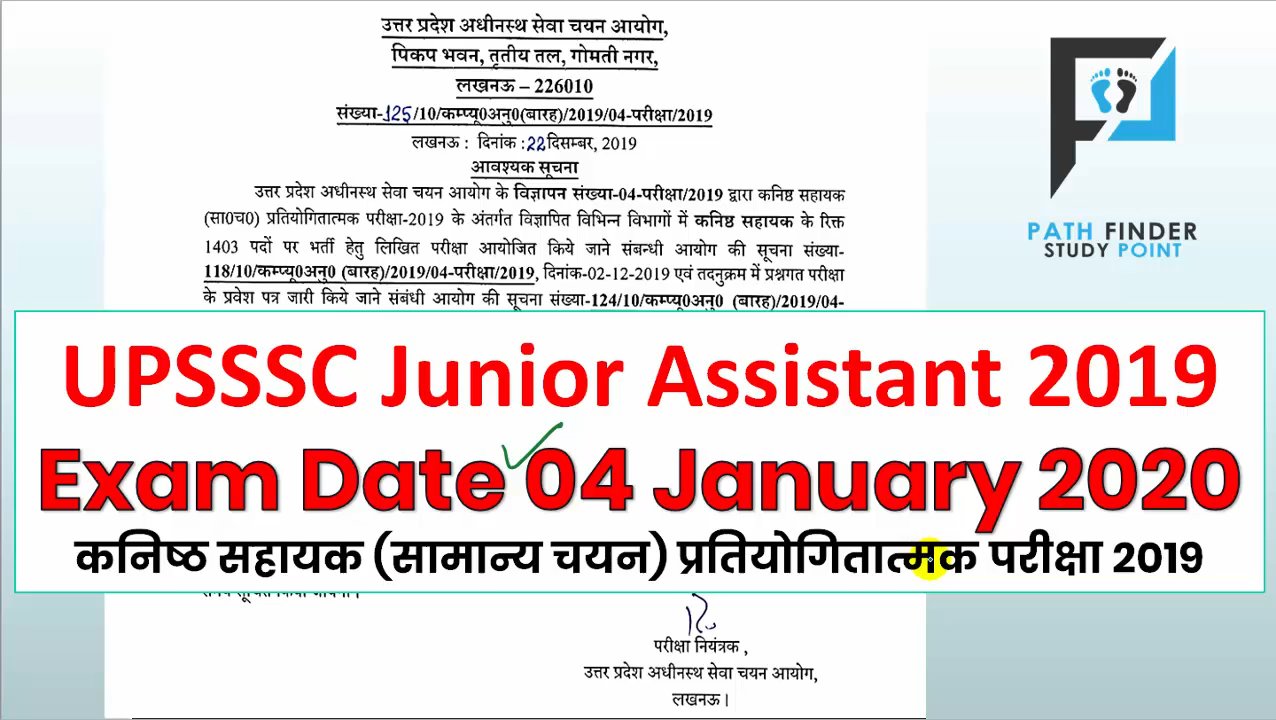 उत्तर प्रदेश अधीनस्थ सेवा चयन आयोग,
पिकप भवन, तृतीय तल, गोमती नगर,
लखनऊ – 226010
संख्या-125/10/कम्प्यू0अनु0(बारह)/2019/04-परीक्षा/2019
लखनऊ : दिनांक : 22 दिसम्बर, 2019
आवश्यक सूचना
उत्तर प्रदेश अधीनस्थ सेवा चयन आयोग के विज्ञापन संख्या-04-परीक्षा/2019 द्वारा कनिष्ठ सहायक
(सा0च0) प्रतियोगितात्मक परीक्षा-2019 के अंतर्गत विज्ञापित विभिन्न विभागों में कनिष्ठ सहायक के रिक्त
1403 पदों पर भर्ती हेतु लिखित परीक्षा आयोजित किये जाने संबन्धी आयोग की सूचना संख्या-
118/10/कम्प्यू0अनु0 (बारह)/2019/04-परीक्षा/2019, दिनांक-02-12-2019 एवं तद्नुक्रम में प्रश्नगत परीक्षा
के प्रवेश पत्र जारी किये जाने संबंधी आयोग की सूचना संख्या-124/10/कम्प्यू0अनु0 (बारह)/2019/04-
PATH FINDER
STUDY POINT
UPSSSC Junior Assistant 2019
Exam Date 04 January 2020
कनिष्ठ सहायक (सामान्य चयन) प्रतियोगितात्मक परीक्षा 2019
परीक्षा नियंत्रक,
उत्तर प्रदेश अधीनस्थ सेवा चयन आयोग,
लखनऊ।